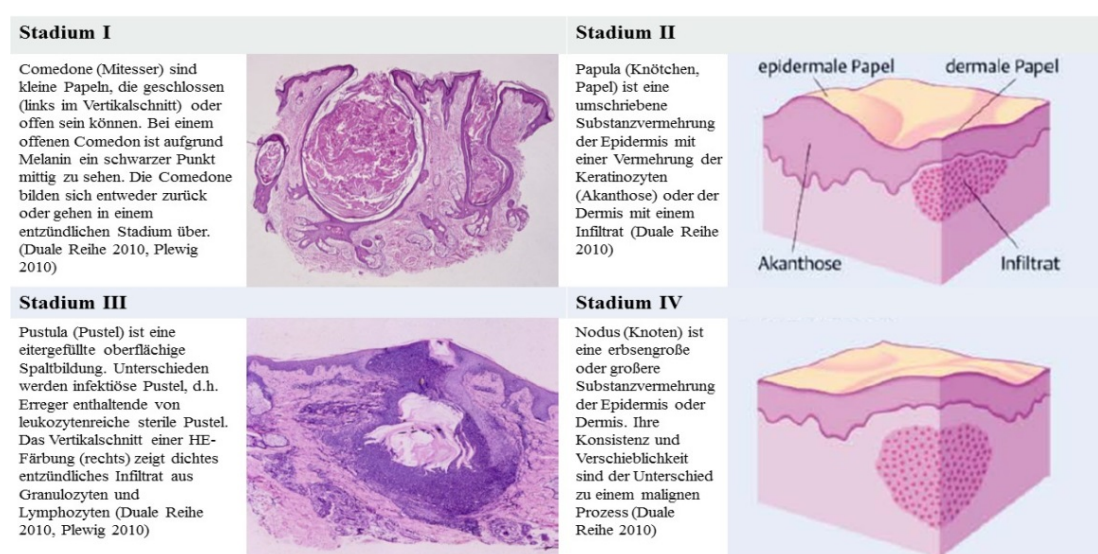 Stadium I
Comedone (Mitesser) sind
kleine Papeln, die geschlossen
(links im Vertikalschnitt) oder
offen sein können. Bei einem
offenen Comedon ist aufgrund
Melanin ein schwarzer Punkt
mittig zu sehen. Die Comedone
bilden sich entweder zurück
oder gehen in einem
entzündlichen Stadium über.
(Duale Reihe 2010, Plewig
2010)
Stadium II
Papula (Knötchen,
Papel) ist eine
umschriebene
Substanzvermehrung
der Epidermis mit
einer Vermehrung der
Keratinozyten
(Akanthose) oder der
Dermis mit einem
Infiltrat (Duale Reihe
2010)
epidermale Papel
dermale Papel
Akanthose
Infiltrat
Stadium III
Pustula (Pustel) ist eine
eitergefüllte oberflächige
Spaltbildung. Unterschieden
werden infektiöse Pustel, d.h.
Erreger enthaltende von
leukozytenreiche sterile Pustel.
Das Vertikalschnitt einer HE-
Färbung (rechts) zeigt dichtes
entzündliches Infiltrat aus
Granulozyten und
Lymphozyten (Duale Reihe
2010, Plewig 2010)
Stadium IV
Nodus (Knoten) ist
eine erbsengroße
oder großere
Substanzvermehrung
der Epidermis oder
Dermis. Ihre
Konsistenz und
Verschieblichkeit
sind der Unterschied
zu einem malignen
Prozess (Duale
Reihe 2010)